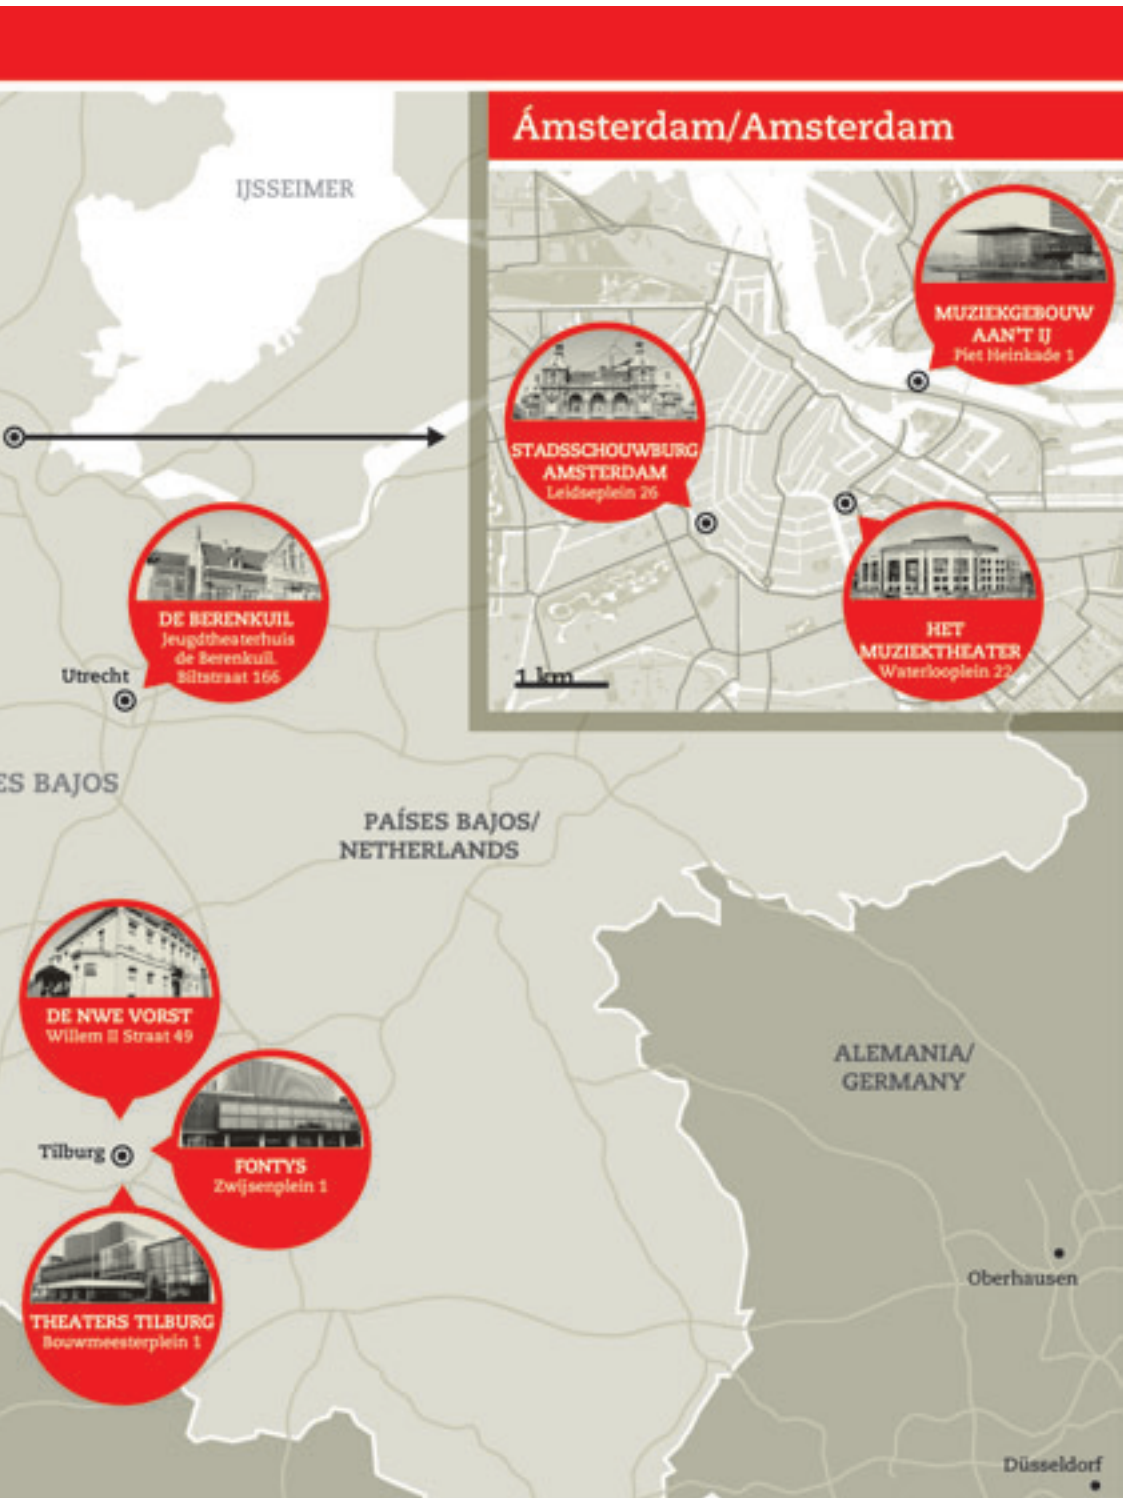 Ámsterdam/Amsterdam
IJSSEIMER
MUZIEKGEBOUW
AAN'T IJ
Piet Heinkade 1
STADSSCHOUWBURG
AMSTERDAM
Leidseplein 26
DE BERENKUIL
Jeugdtheaterhuis
de Berenkuil.
Biltstraat 166
Utrecht
HET
MUZIEKTHEATER
Waterlooplein 22
1 km
ES BAJOS
PAÍSES BAJOS/
NETHERLANDS
DE NWE VORST
Willem II Straat 49
ALEMANIA/
GERMANY
Tilburg
FONTYS
Zwijsenplein 1
THEATERS TILBURG
Bouwmeesterplein 1
Oberhausen
Düsseldorf